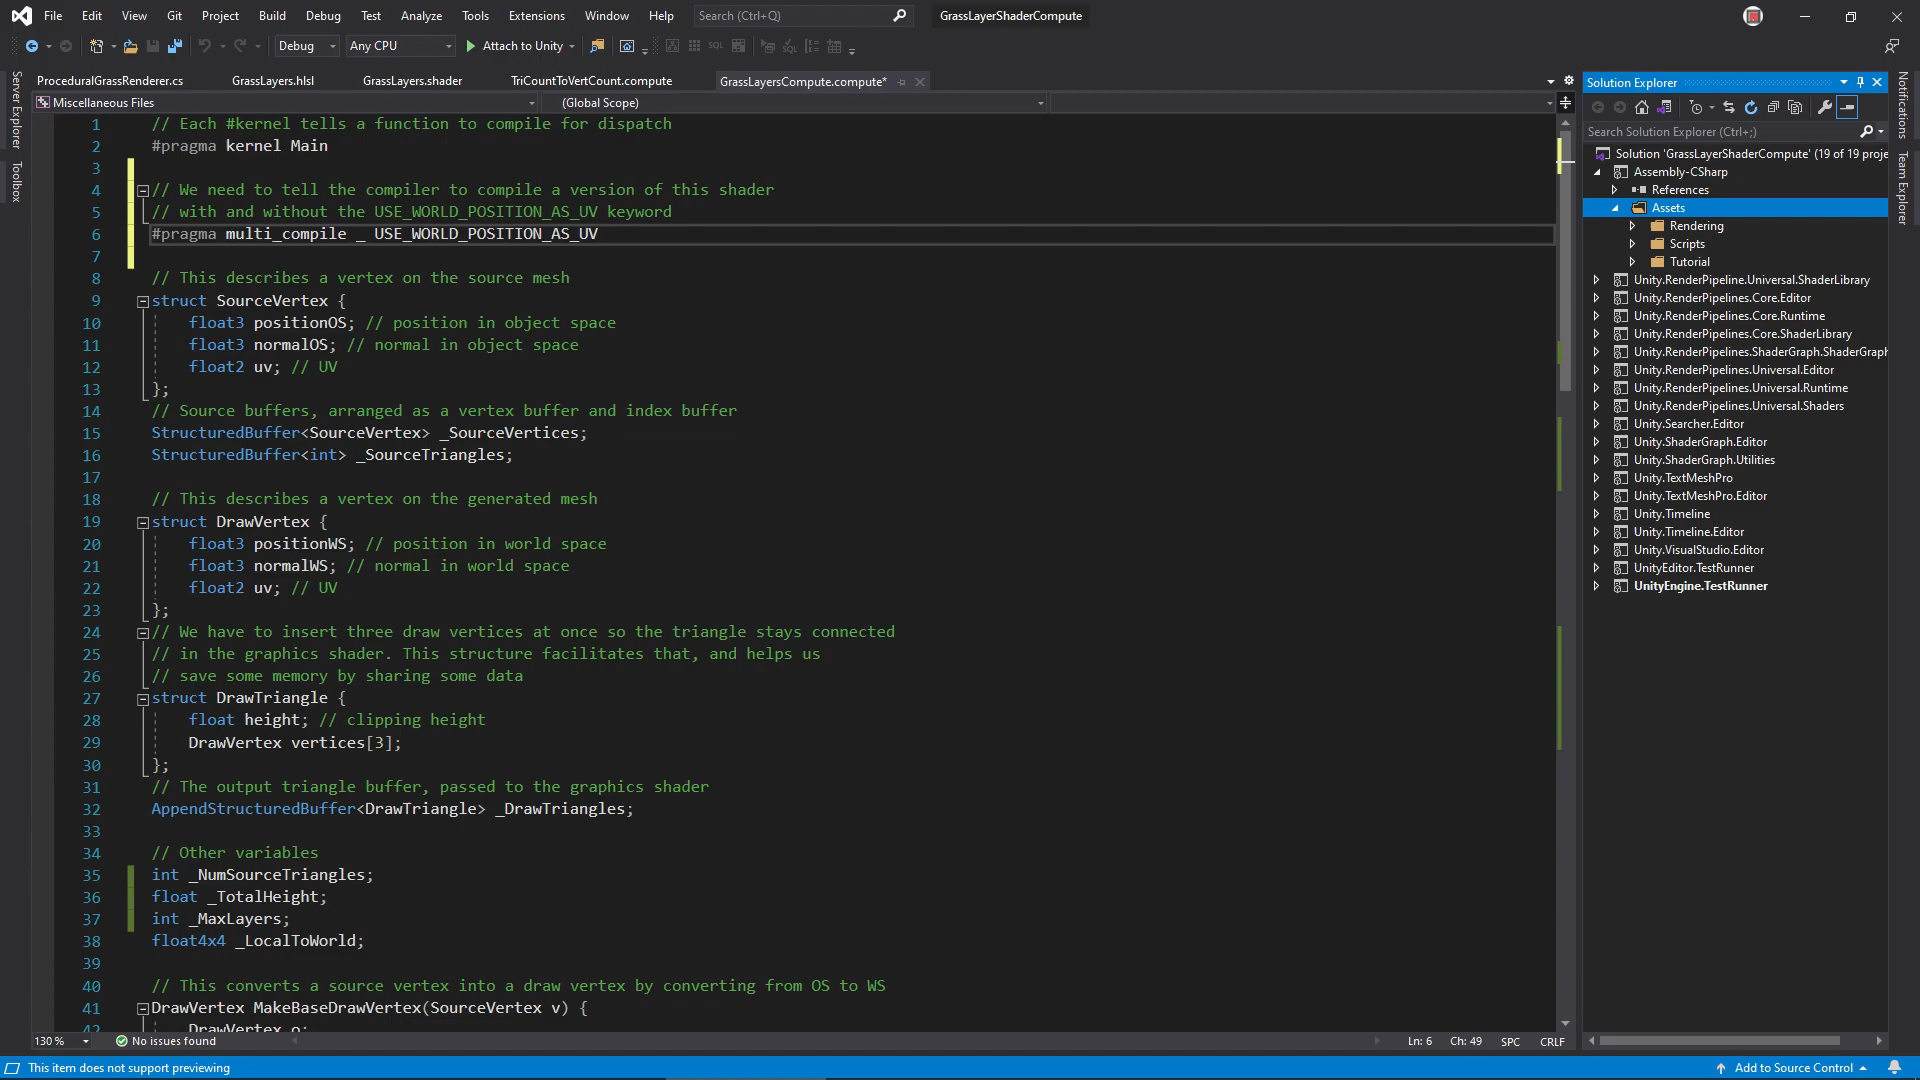 File Edit View Git Project Build Debug Test Analyze Tools Extensions Window Help Search (Ctrl+Q) GrassLayerShaderCompute
Debug Any CPU Attach to Unity
ProceduralGrassRenderer.cs GrassLayers.hlsl GrassLayers.shader TriCountToVertCount.compute GrassLayersCompute.compute*
Miscellaneous Files (Global Scope)
Server Explorer
Toolbox
1 // Each #kernel tells a function to compile for dispatch
2 #pragma kernel Main
3
4 // We need to tell the compiler to compile a version of this shader
5 // with and without the USE_WORLD_POSITION_AS_UV keyword
6 #pragma multi_compile _ USE_WORLD_POSITION_AS_UV
7
8 // This describes a vertex on the source mesh
9 struct SourceVertex {
10 float3 positionOS; // position in object space
11 float3 normalOS; // normal in object space
12 float2 uv; // UV
13 };
14 // Source buffers, arranged as a vertex buffer and index buffer
15 StructuredBuffer<SourceVertex> _SourceVertices;
16 StructuredBuffer<int> _SourceTriangles;
17
18 // This describes a vertex on the generated mesh
19 struct DrawVertex {
20 float3 positionWS; // position in world space
21 float3 normalWS; // normal in world space
22 float2 uv; // UV
23 };
24 // We have to insert three draw vertices at once so the triangle stays connected
25 // in the graphics shader. This structure facilitates that, and helps us
26 // save some memory by sharing some data
27 struct DrawTriangle {
28 float height; // clipping height
29 DrawVertex vertices[3];
30 };
31 // The output triangle buffer, passed to the graphics shader
32 AppendStructuredBuffer<DrawTriangle> _DrawTriangles;
33
34 // Other variables
35 int _NumSourceTriangles;
36 float _TotalHeight;
37 int _MaxLayers;
38 float4x4 _LocalToWorld;
39
40 // This converts a source vertex into a draw vertex by converting from OS to WS
41 DrawVertex MakeBaseDrawVertex(SourceVertex v) {
42 DrawVertex o;
130 % No issues found Ln: 6 Ch: 49 SPC CRLF
Solution Explorer
Search Solution Explorer (Ctrl+;)
Solution 'GrassLayerShaderCompute' (19 of 19 proje
Assembly-CSharp
References
Assets
Rendering
Scripts
Tutorial
Unity.RenderPipeline.Universal.ShaderLibrary
Unity.RenderPipelines.Core.Editor
Unity.RenderPipelines.Core.Runtime
Unity.RenderPipelines.Core.ShaderLibrary
Unity.RenderPipelines.ShaderGraph.ShaderGraph
Unity.RenderPipelines.Universal.Editor
Unity.RenderPipelines.Universal.Runtime
Unity.RenderPipelines.Universal.Shaders
Unity.Searcher.Editor
Unity.ShaderGraph.Editor
Unity.ShaderGraph.Utilities
Unity.TextMeshPro
Unity.TextMeshPro.Editor
Unity.Timeline
Unity.Timeline.Editor
Unity.VisualStudio.Editor
UnityEditor.TestRunner
UnityEngine.TestRunner
Notifications
Team Explorer
This item does not support previewing Add to Source Control